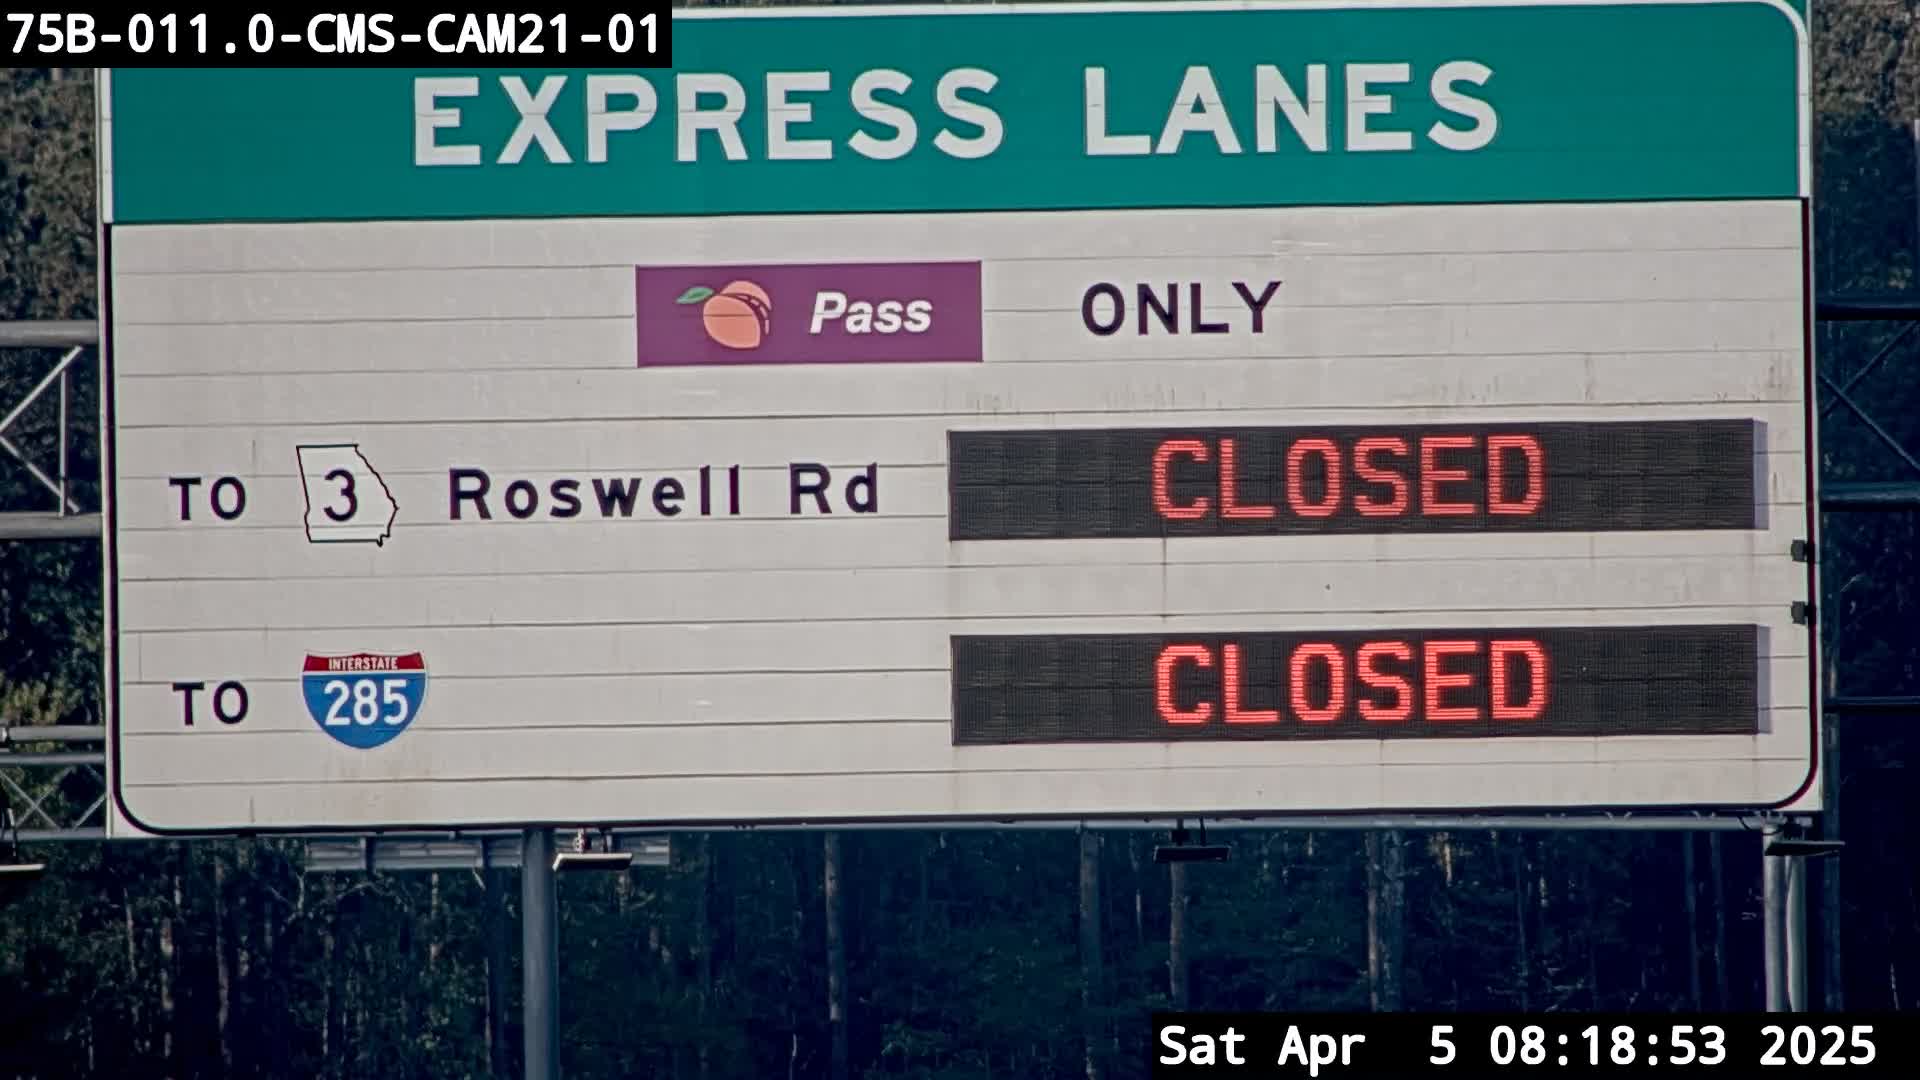 75B-011.0-CMS-CAM21-01
EXPRESS LANES
Pass ONLY
TO 3 Roswell Rd CLOSED
INTERSTATE
TO 285 CLOSED
Sat Apr 5 08:18:53 2025